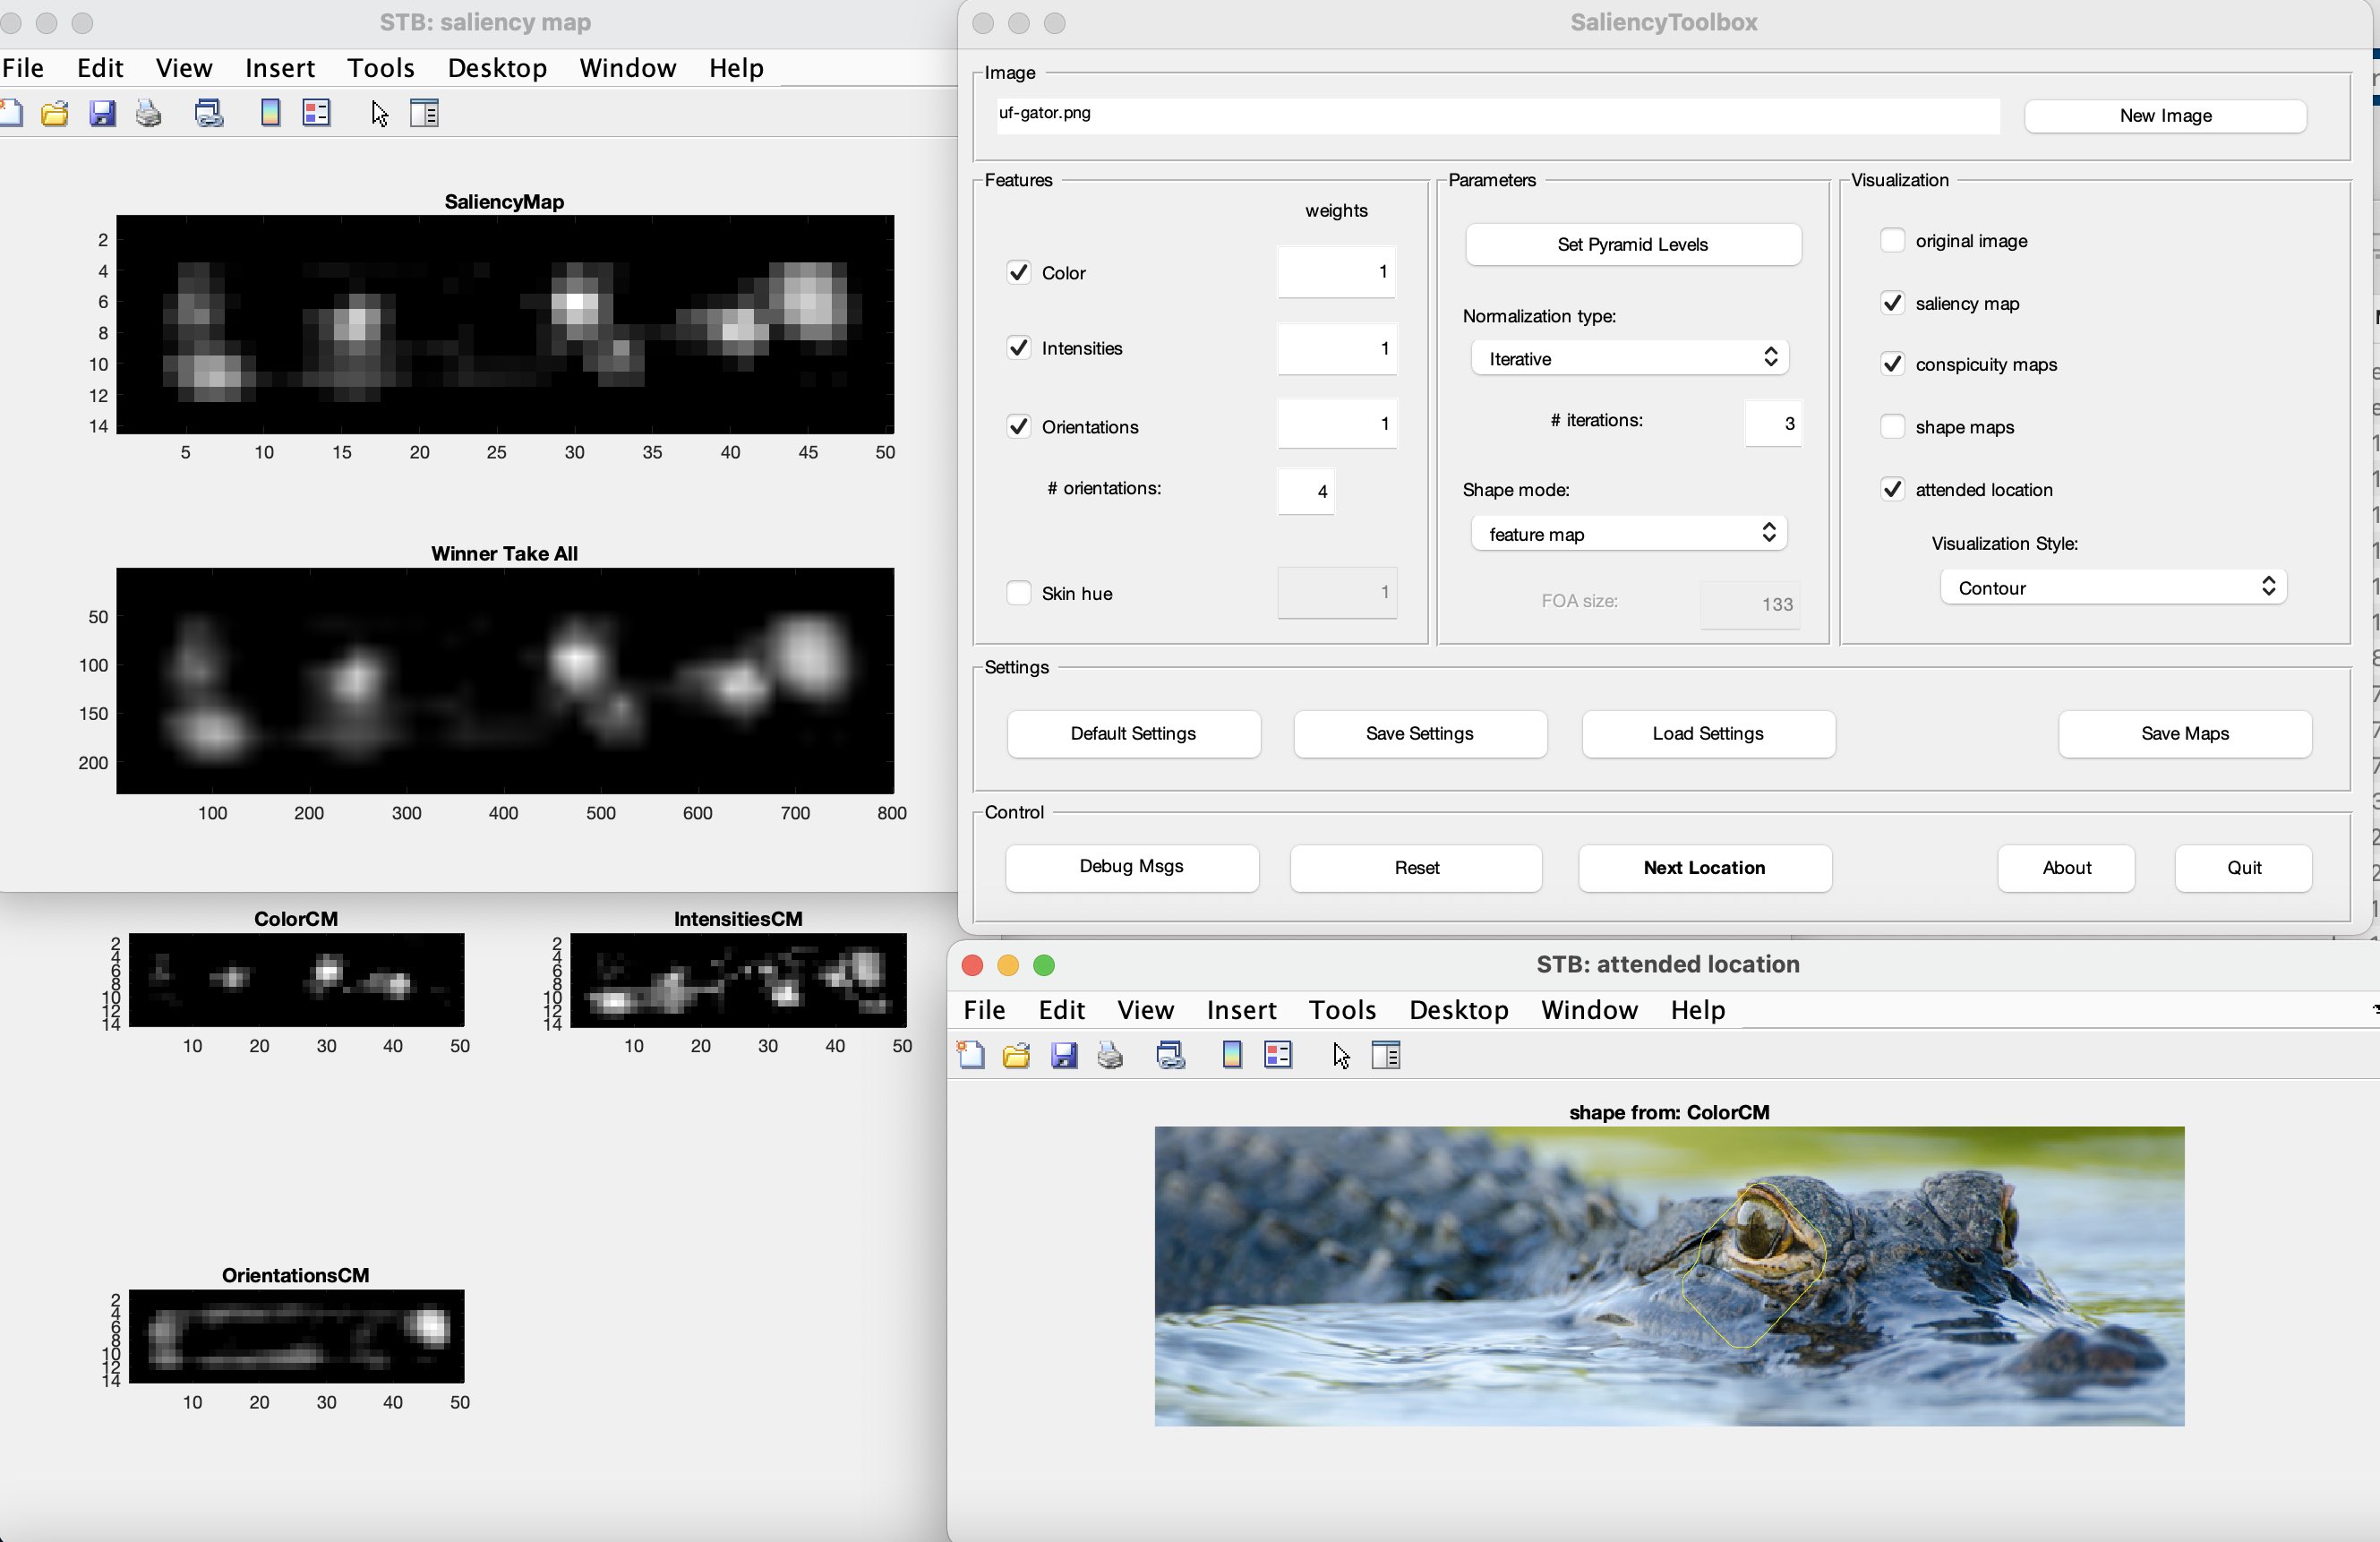 STB: saliency map
File Edit View Insert Tools Desktop Window Help
SaliencyMap
2
4
6
8
10
12
14
5 10 15 20 25 30 35 40 45 50
Winner Take All
50
100
150
200
100 200 300 400 500 600 700 800
ColorCM
2
4
6
8
10
12
14
10 20 30 40 50
IntensitiesCM
2
4
6
8
10
12
14
10 20 30 40 50
OrientationsCM
2
4
6
8
10
12
14
10 20 30 40 50
SaliencyToolbox
Image
uf-gator.png
New Image
Features
weights
Color 1
Intensities 1
Orientations 1
# orientations: 4
Skin hue 1
Parameters
Set Pyramid Levels
Normalization type:
Iterative
# iterations: 3
Shape mode:
feature map
FOA size: 133
Visualization
original image
saliency map
conspicuity maps
shape maps
attended location
Visualization Style:
Contour
Settings
Default Settings Save Settings Load Settings Save Maps
Control
Debug Msgs Reset Next Location About Quit
STB: attended location
File Edit View Insert Tools Desktop Window Help
shape from: ColorCM